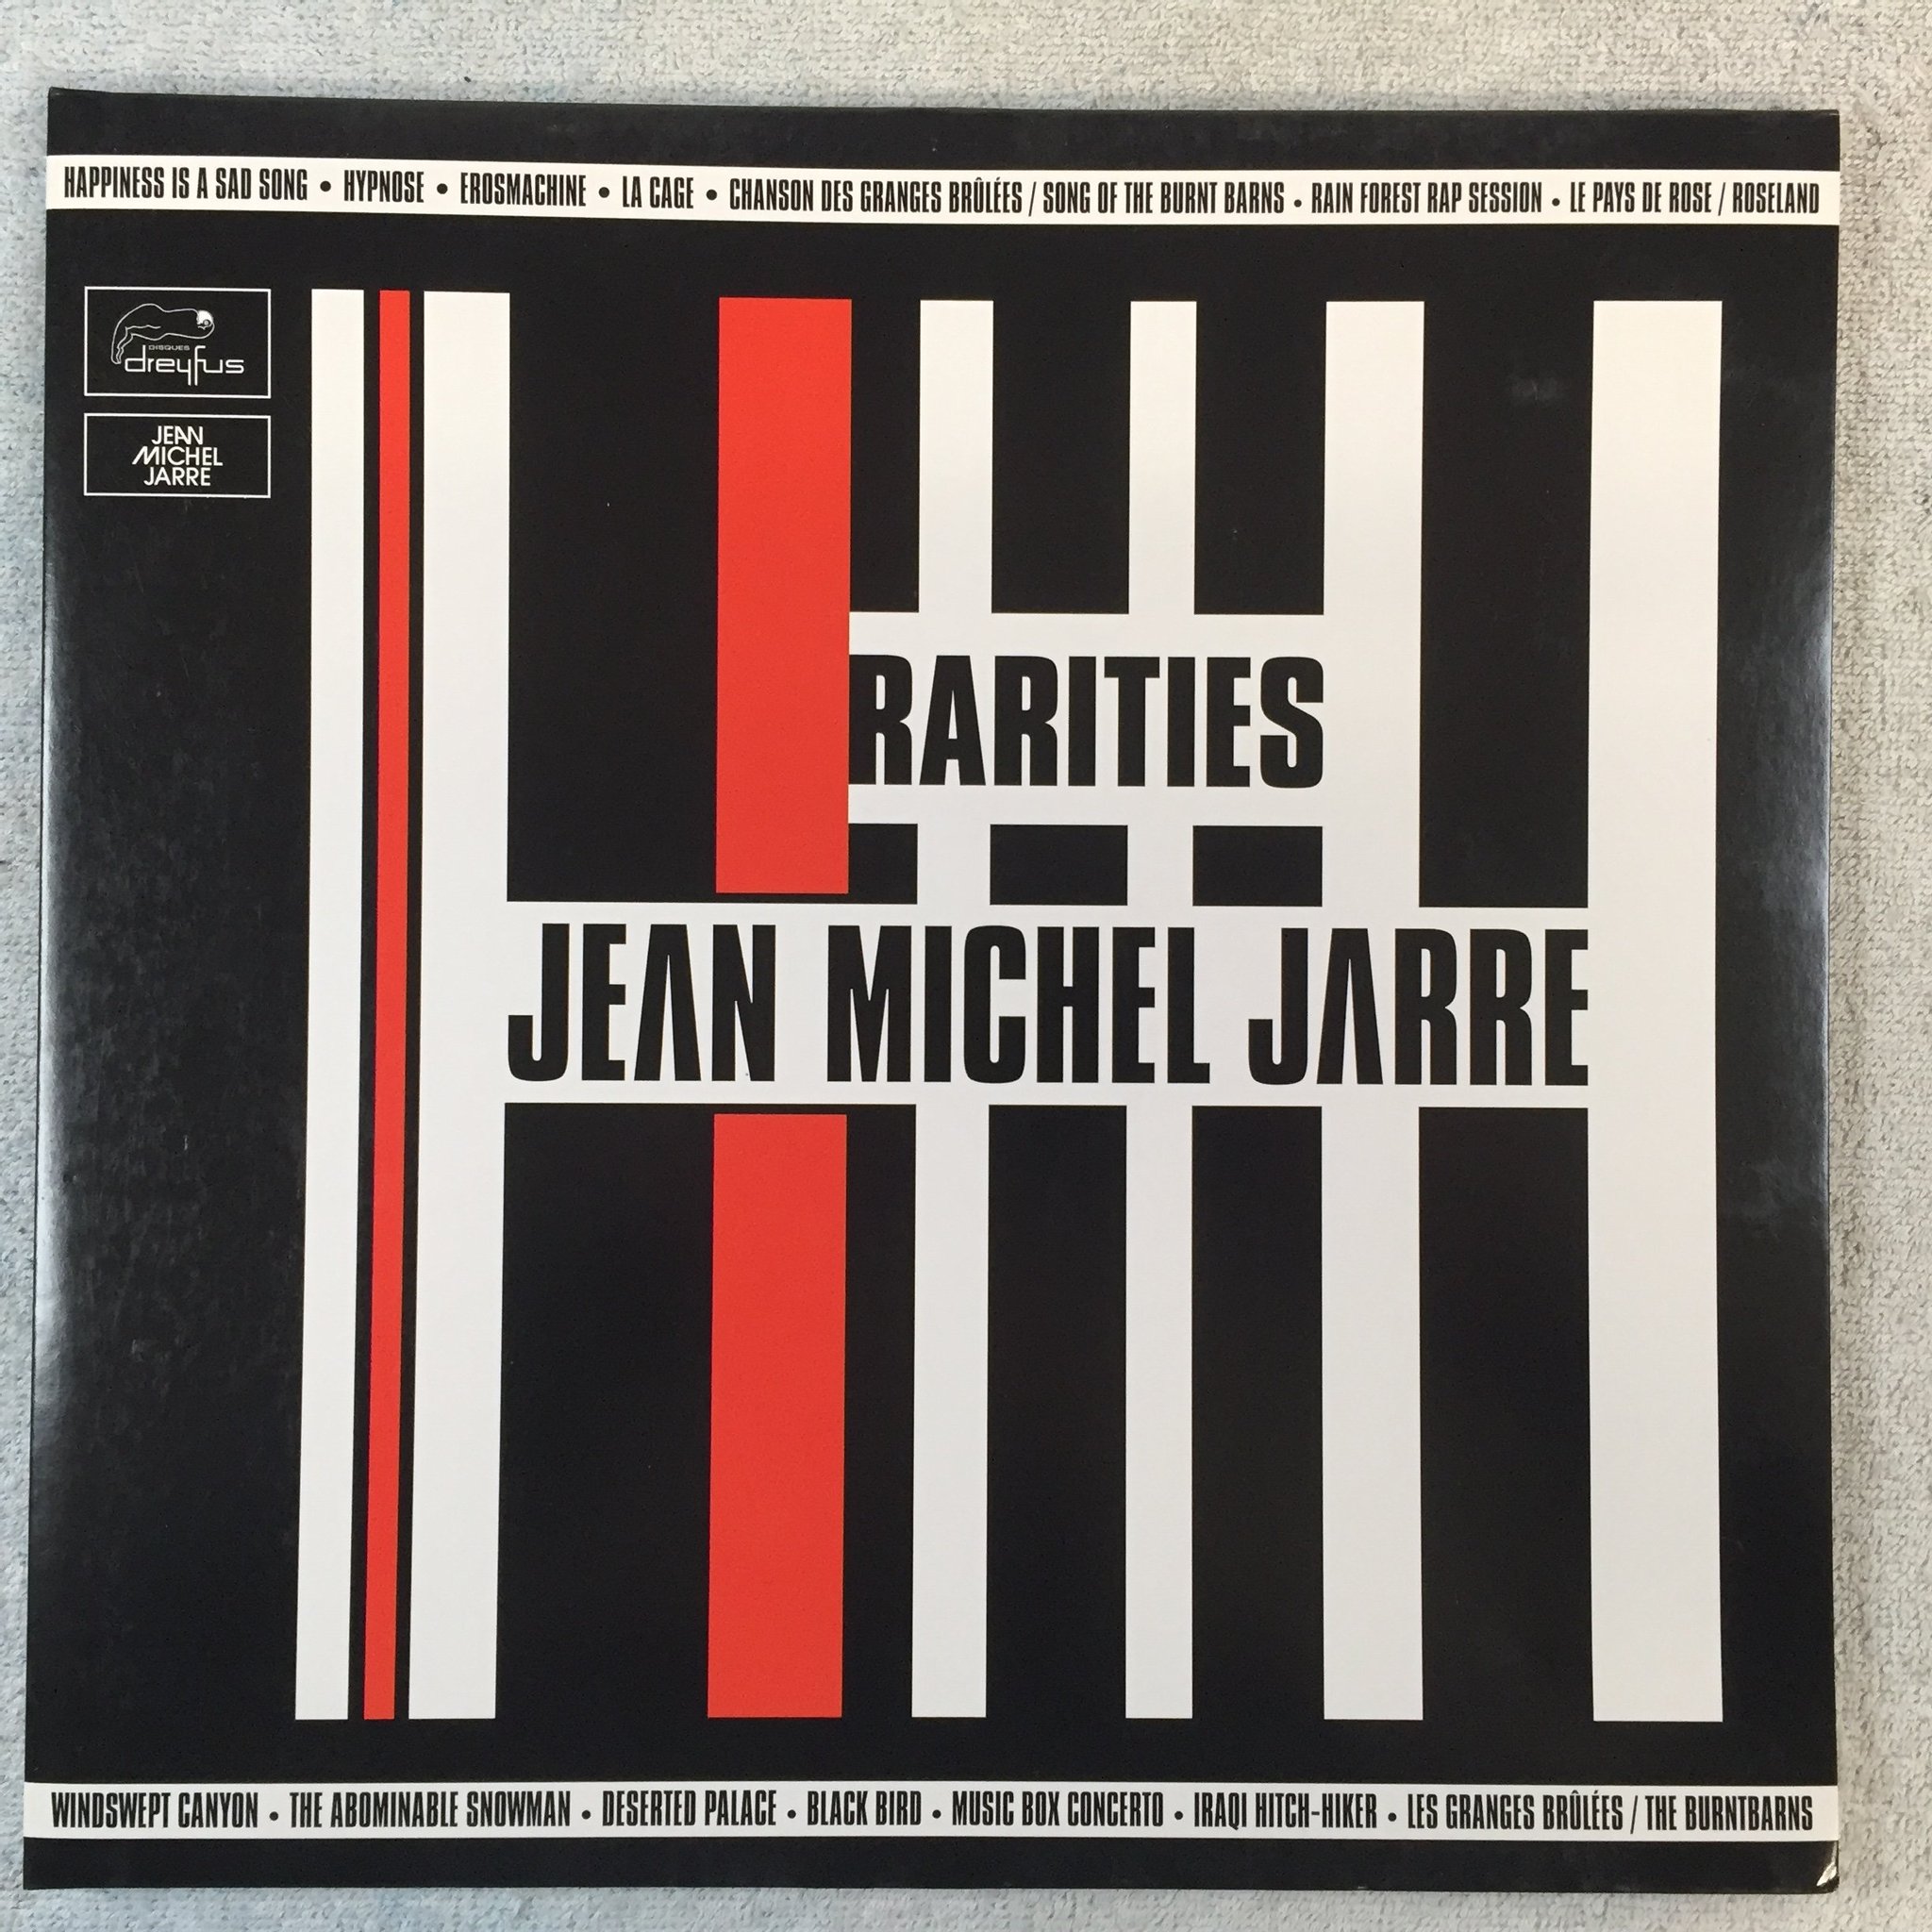 HAPPINESS IS A SAD SONG • HYPNOSE • EROSMACHINE • LA CAGE • CHANSON DES GRANGES BRÛLÉES / SONG OF THE BURNT BARNS • RAIN FOREST RAP SESSION • LE PAYS DE ROSE / ROSELAND
DISQUES
dreyfus
JEAN
MICHEL
JARRE
RARITIES
JEAN MICHEL JARRE
WINDSWEPT CANYON • THE ABOMINABLE SNOWMAN • DESERTED PALACE • BLACK BIRD • MUSIC BOX CONCERTO • IRAQI HITCH-HIKER • LES GRANGES BRÛLÉES / THE BURNTBARNS